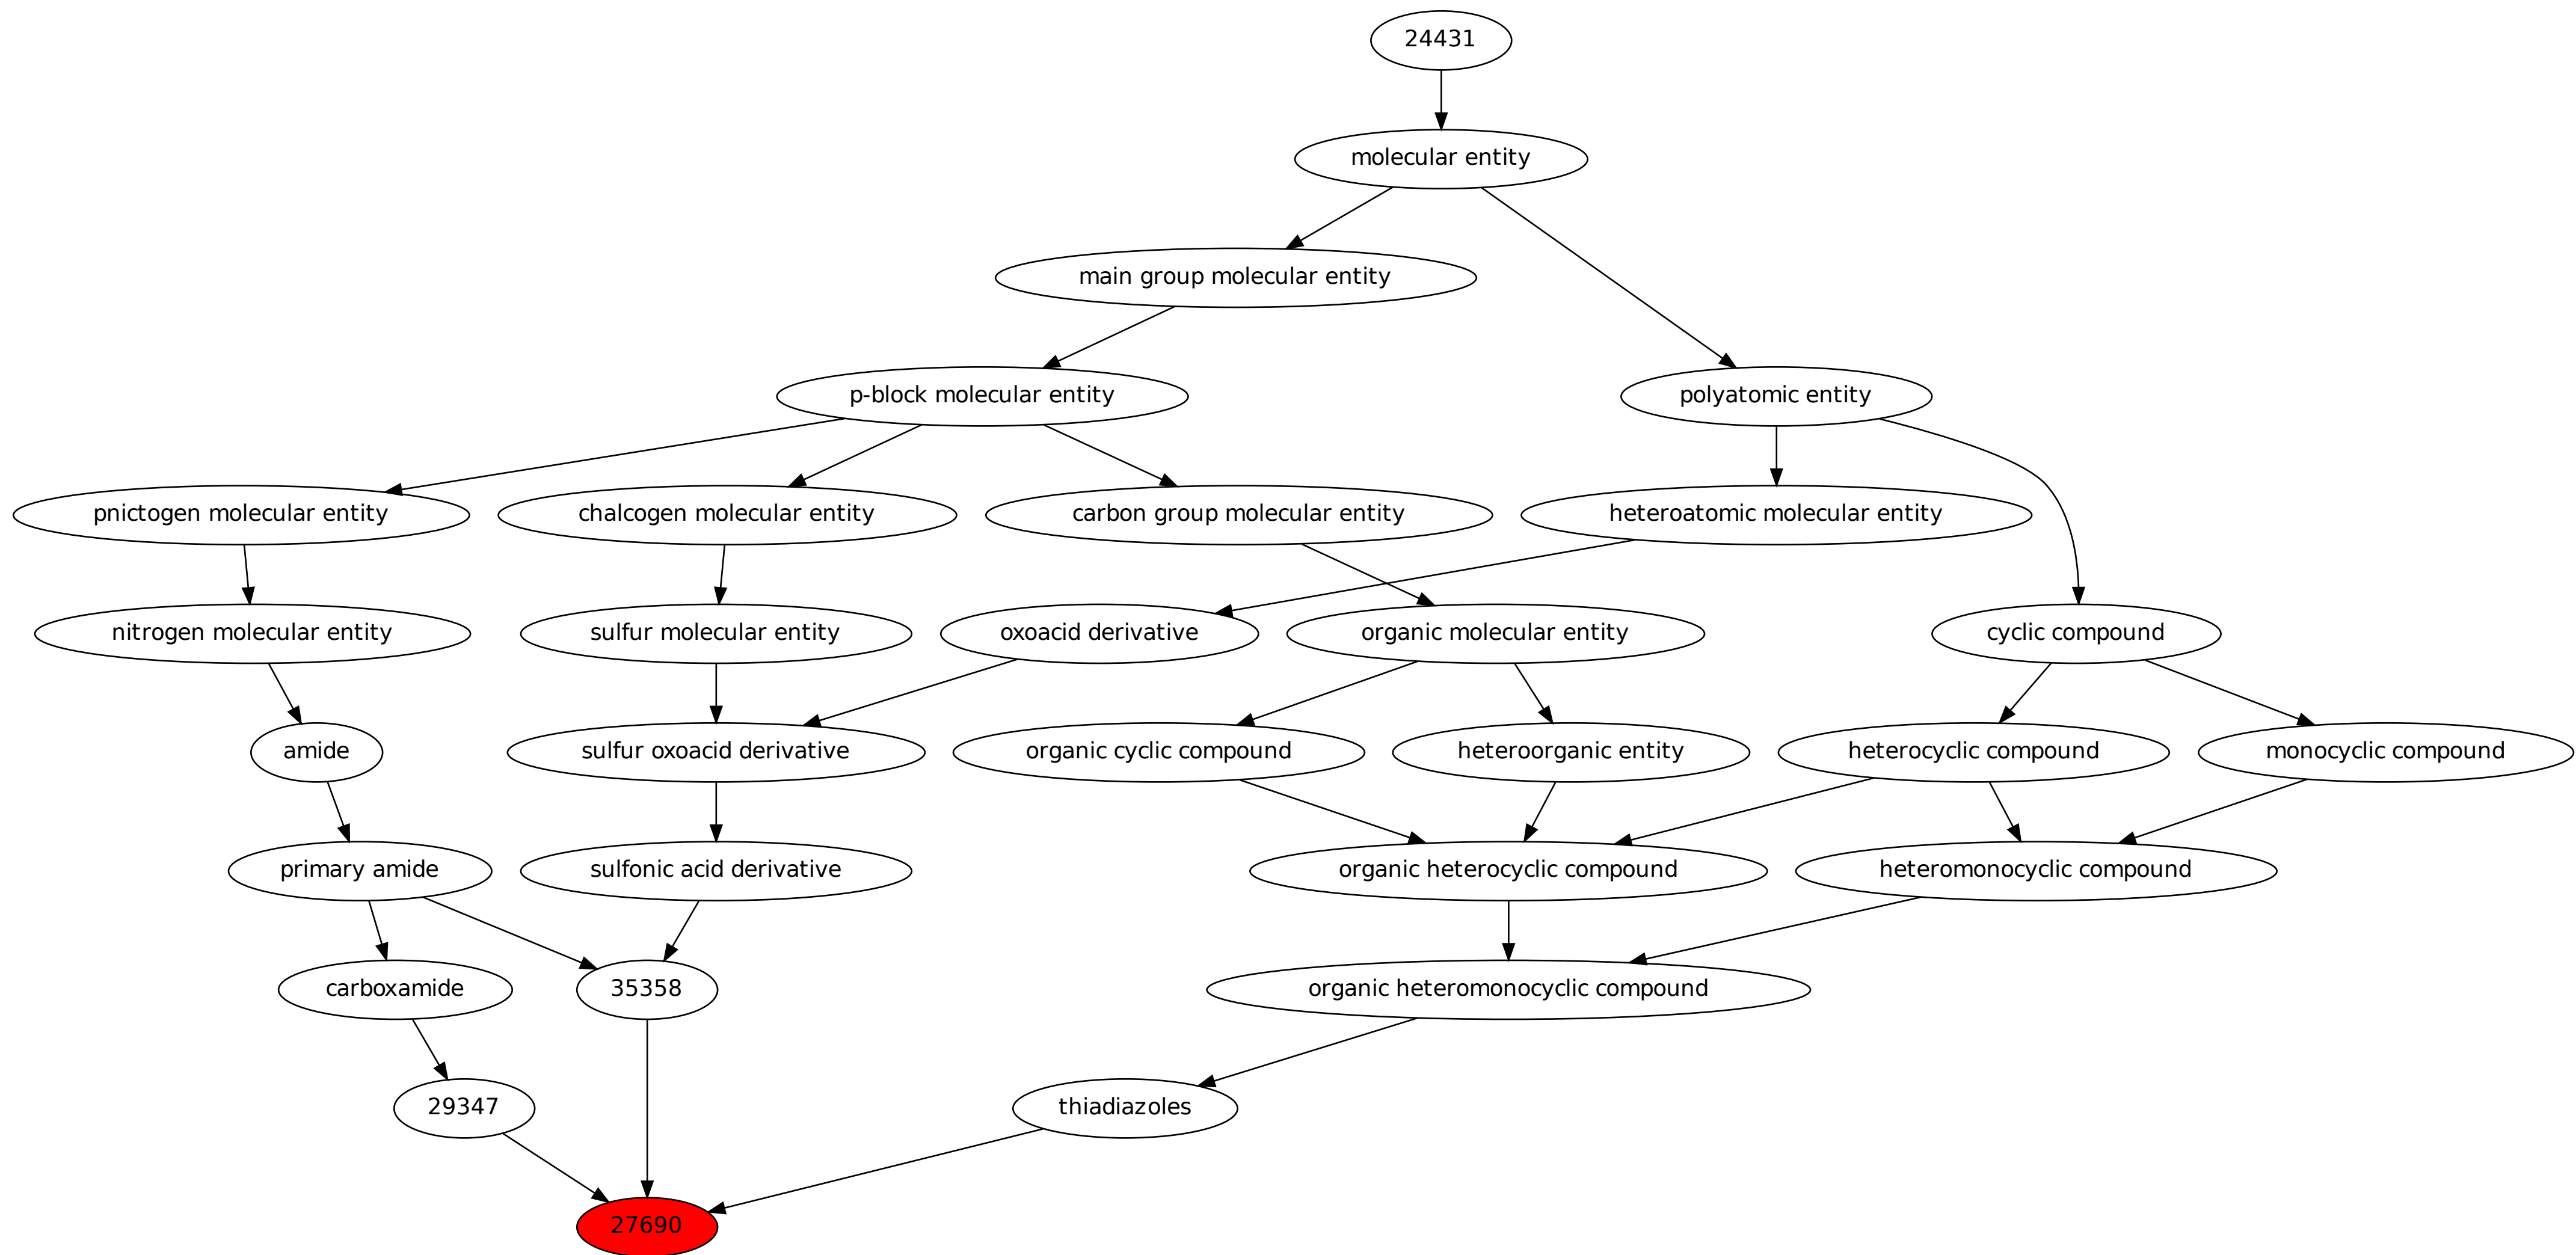 24431
molecular entity
main group molecular entity
p-block molecular entity
polyatomic entity
pnictogen molecular entity
chalcogen molecular entity
carbon group molecular entity
heteroatomic molecular entity
nitrogen molecular entity
sulfur molecular entity
oxoacid derivative
organic molecular entity
cyclic compound
amide
sulfur oxoacid derivative
organic cyclic compound
heteroorganic entity
heterocyclic compound
monocyclic compound
primary amide
sulfonic acid derivative
organic heterocyclic compound
heteromonocyclic compound
carboxamide
35358
organic heteromonocyclic compound
29347
thiadiazoles
27690